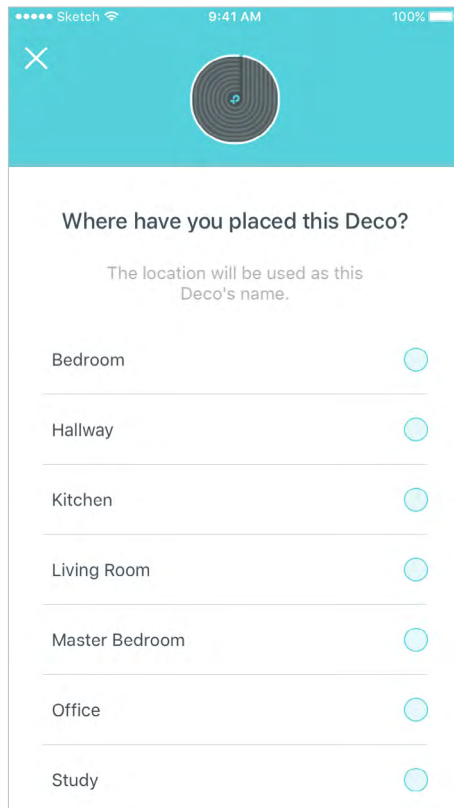 Sketch 9:41 AM 100%
Where have you placed this Deco?
The location will be used as this
Deco's name.
Bedroom
Hallway
Kitchen
Living Room
Master Bedroom
Office
Study